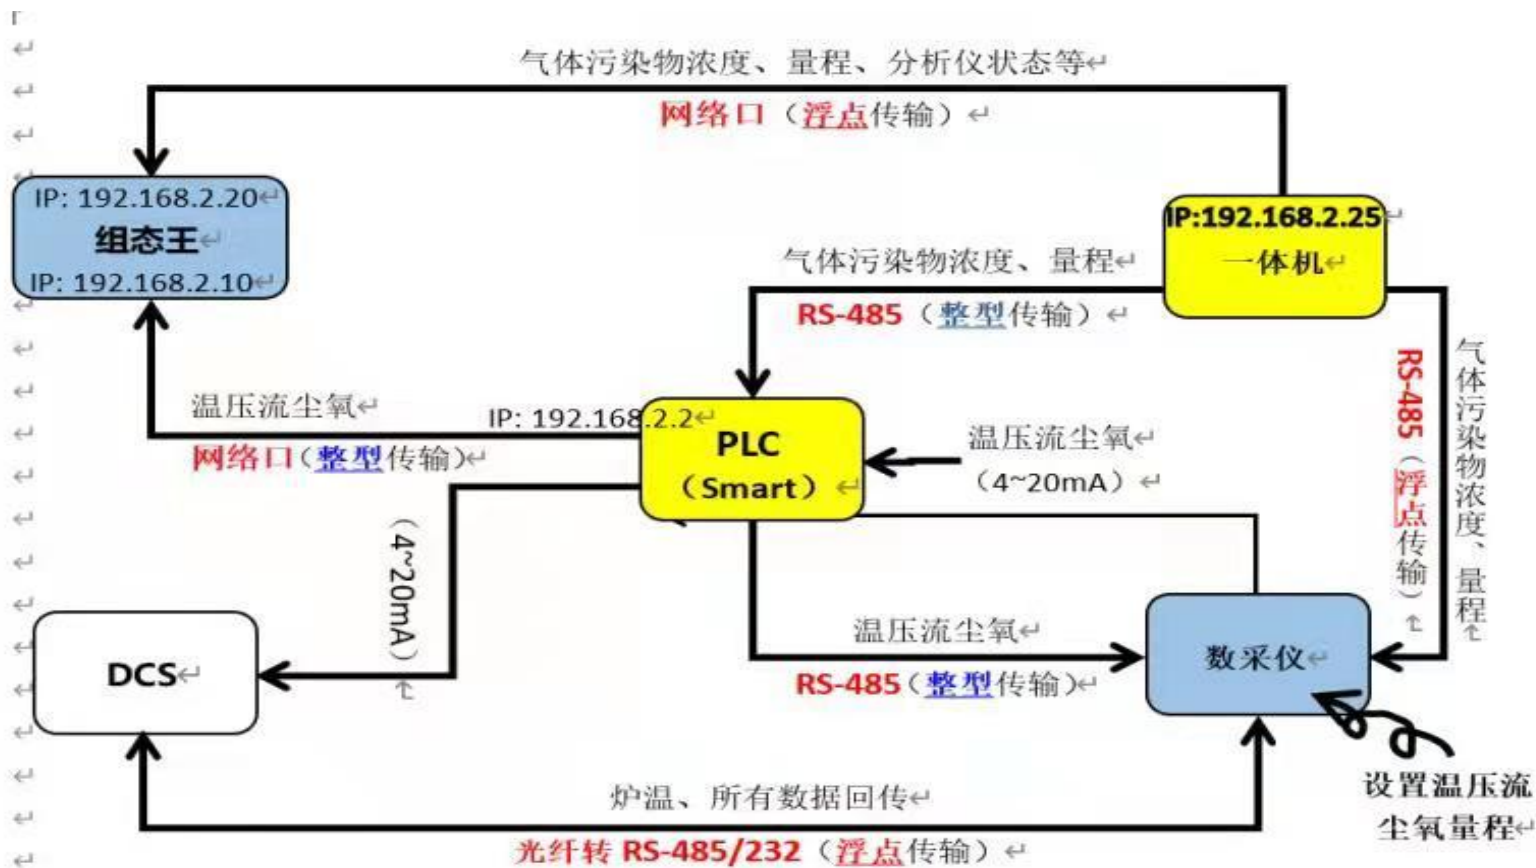 气体污染物浓度、量程、分析仪状态等
网络口（浮点传输）
IP: 192.168.2.20
组态王
IP: 192.168.2.10
IP:192.168.2.25
一体机
气体污染物浓度、量程
RS-485（整型传输）
气体污染物浓度、量程
RS-485（浮点传输）
温压流尘氧
IP: 192.168.2.2
网络口(整型传输)
PLC
（Smart）
温压流尘氧
（4~20mA）
（4~20mA）
DCS
温压流尘氧
RS-485(整型传输)
数采仪
设置温压流
尘氧量程
炉温、所有数据回传
光纤转 RS-485/232（浮点传输）